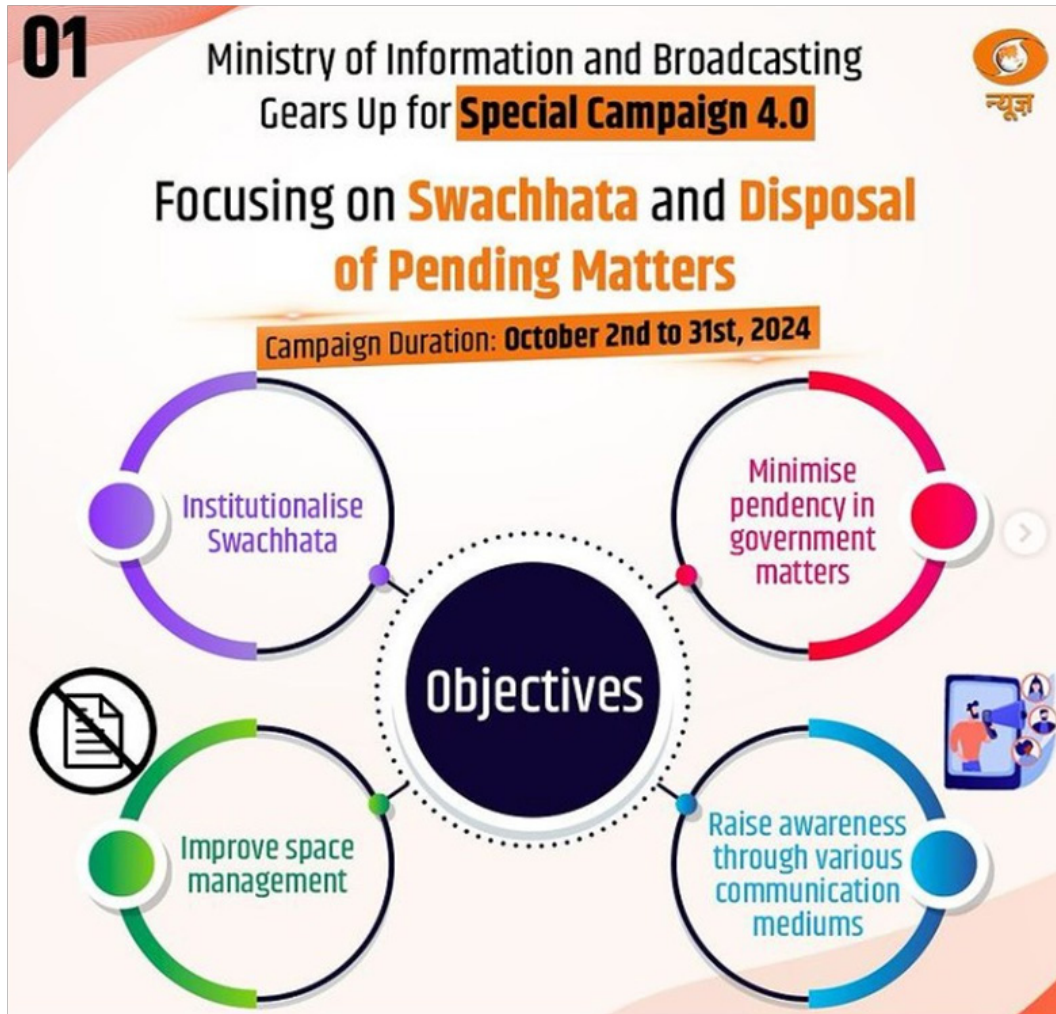 01
Ministry of Information and Broadcasting
Gears Up for Special Campaign 4.0
न्यूज़
Focusing on Swachhata and Disposal
of Pending Matters
Campaign Duration: October 2nd to 31st, 2024
Institutionalise
Swachhata
Minimise
pendency in
government
matters
Objectives
Improve space
management
Raise awareness
through various
communication
mediums